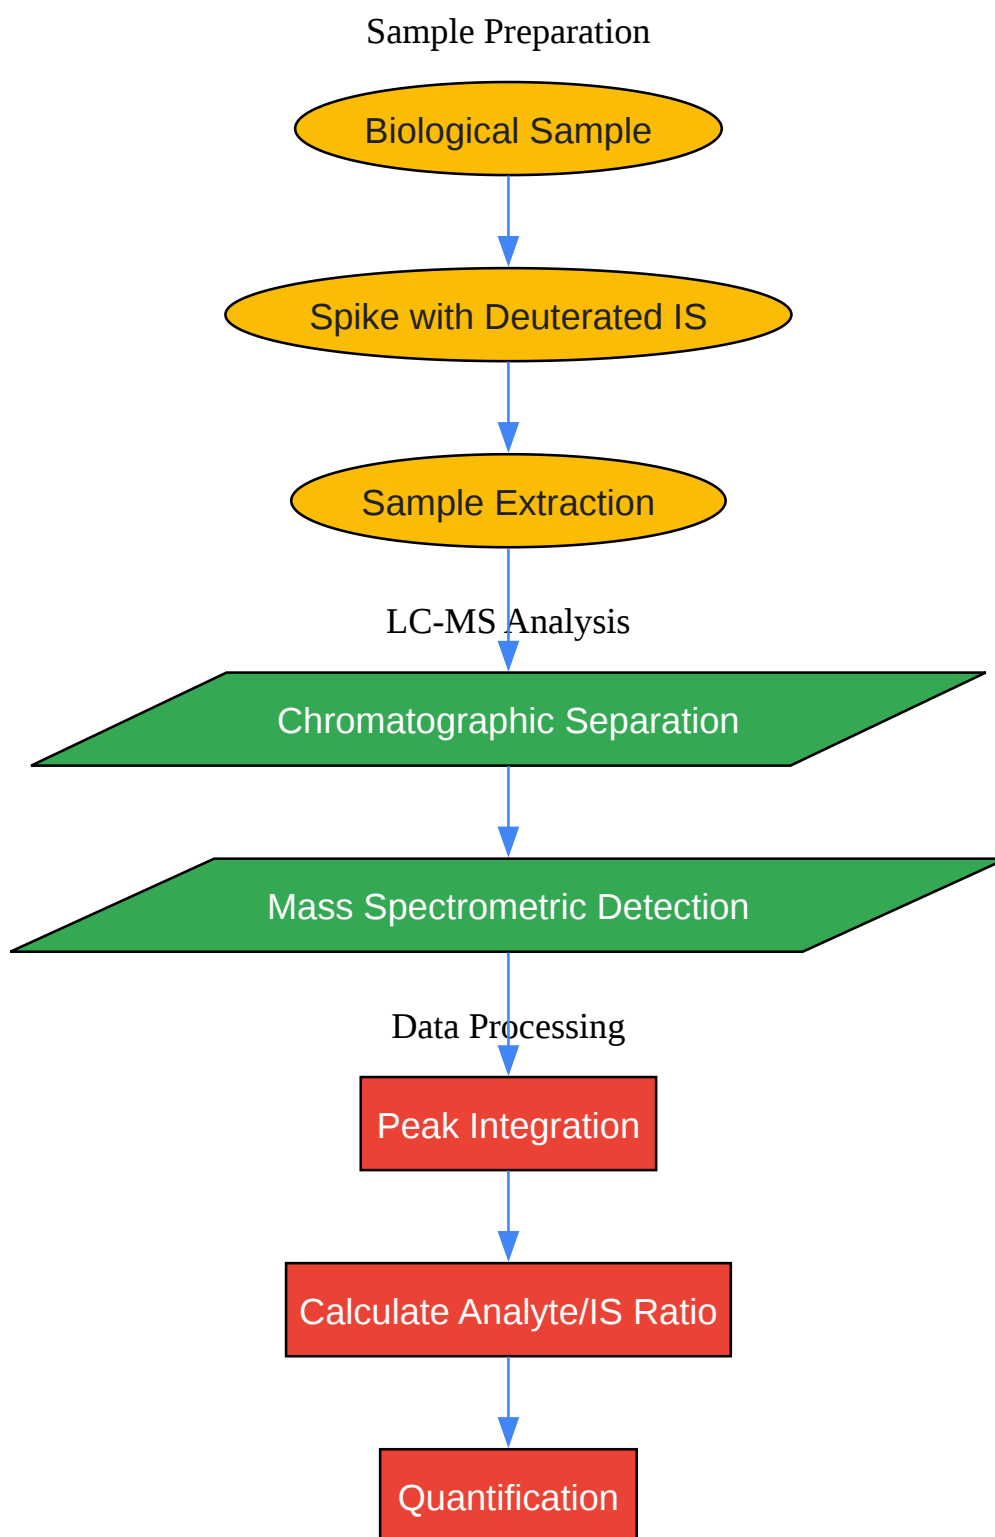 Sample Preparation
Biological Sample
Spike with Deuterated IS
Sample Extraction
LC-MS Analysis
Chromatographic Separation
Mass Spectrometric Detection
Data Processing
Peak Integration
Calculate Analyte/IS Ratio
Quantification